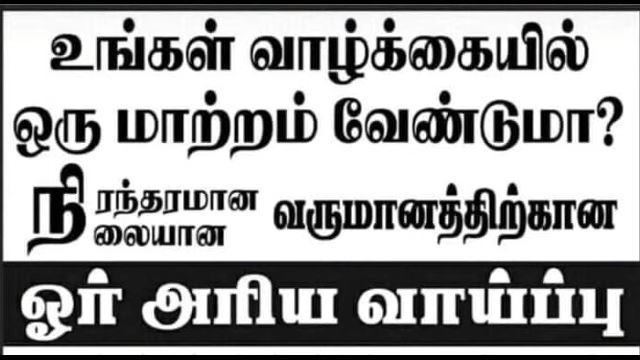 உங்கள் வாழ்க்கையில்
ஒரு மாற்றம் வேண்டுமா?
நிரந்தரமான
நிலையான வருமானத்திற்கான
ஓர் அரிய வாய்ப்பு